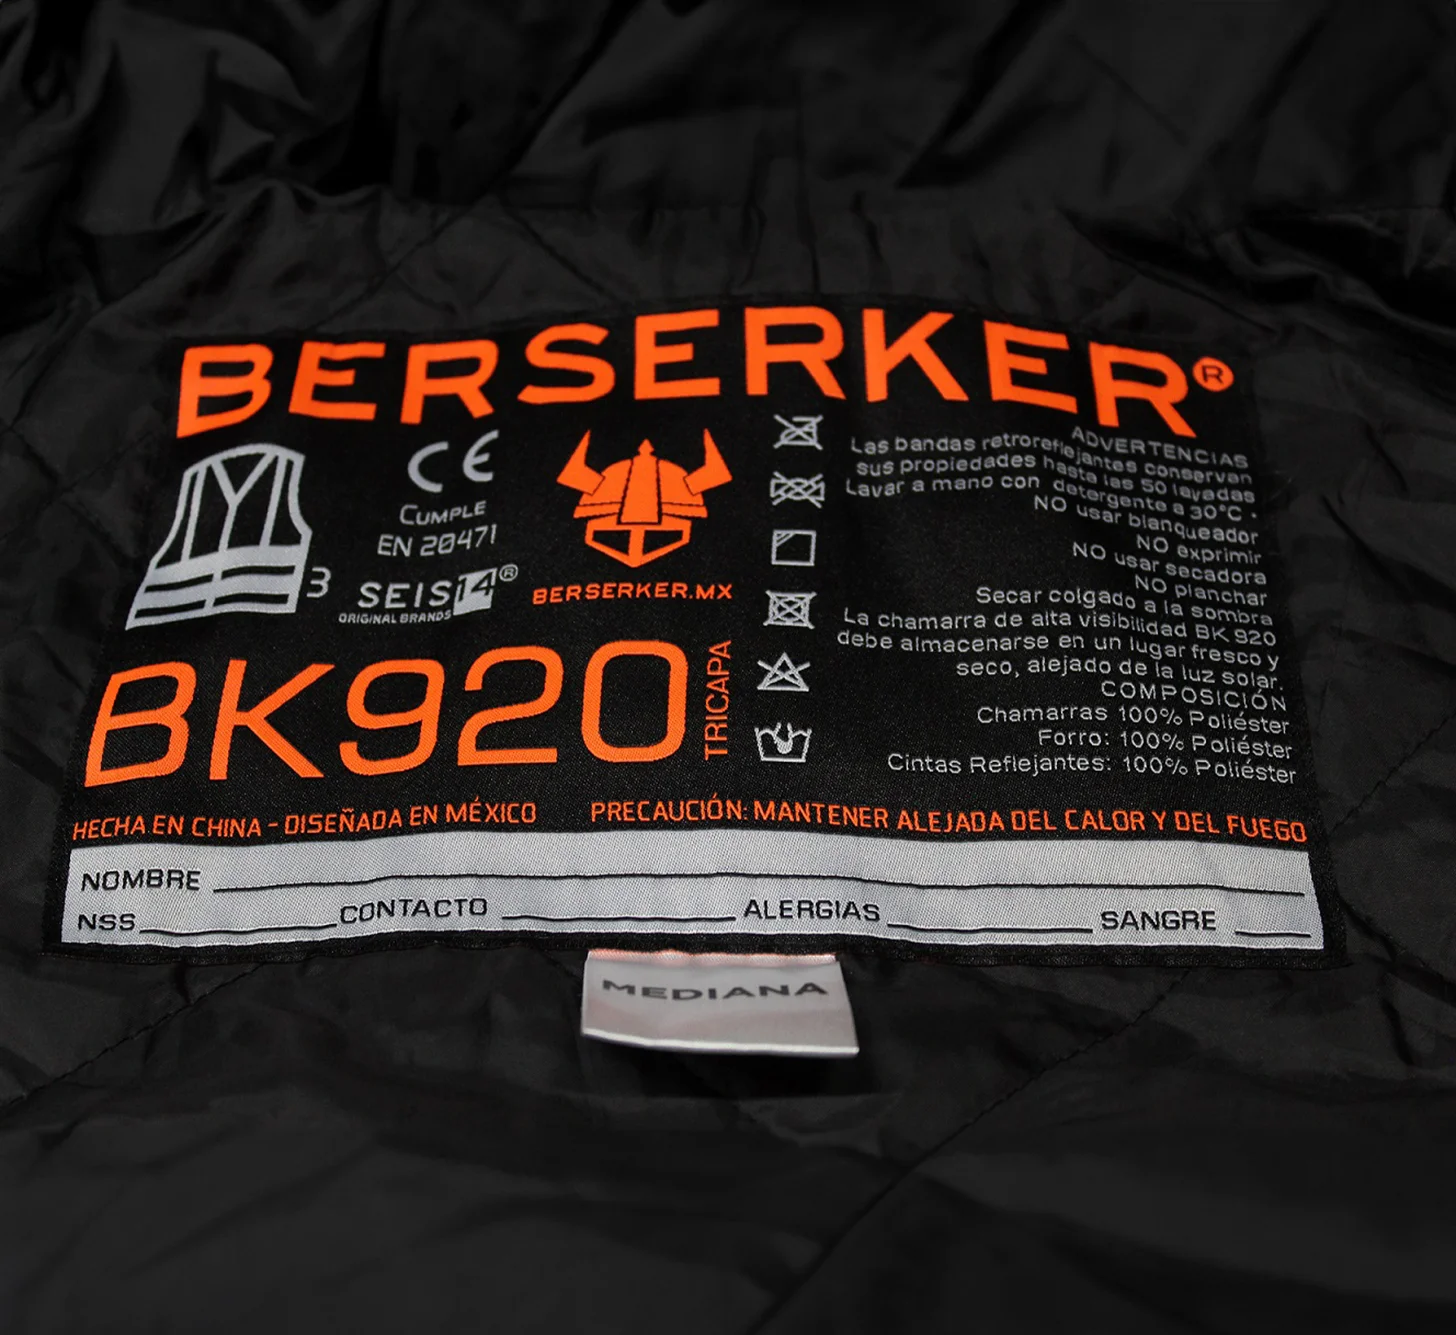 BERSERKER®
CE
CUMPLE
EN 20471
3
SEIS14®
ORIGINAL BRANDS
BERSERKER.MX
BK920
TRICAPA
ADVERTENCIAS
Las bandas retroreflejantes conservan
sus propiedades hasta las 50 lavadas
Lavar a mano con detergente a 30°C .
NO usar blanqueador
NO exprimir
NO usar secadora
NO planchar
Secar colgado a la sombra
La chamarra de alta visibilidad BK 920
debe almacenarse en un lugar fresco y
seco, alejado de la luz solar.
COMPOSICIÓN
Chamarras 100% Poliéster
Forro: 100% Poliéster
Cintas Reflejantes: 100% Poliéster
HECHA EN CHINA - DISEÑADA EN MÉXICO
PRECAUCIÓN: MANTENER ALEJADA DEL CALOR Y DEL FUEGO
NOMBRE
NSS CONTACTO ALERGIAS SANGRE
MEDIANA